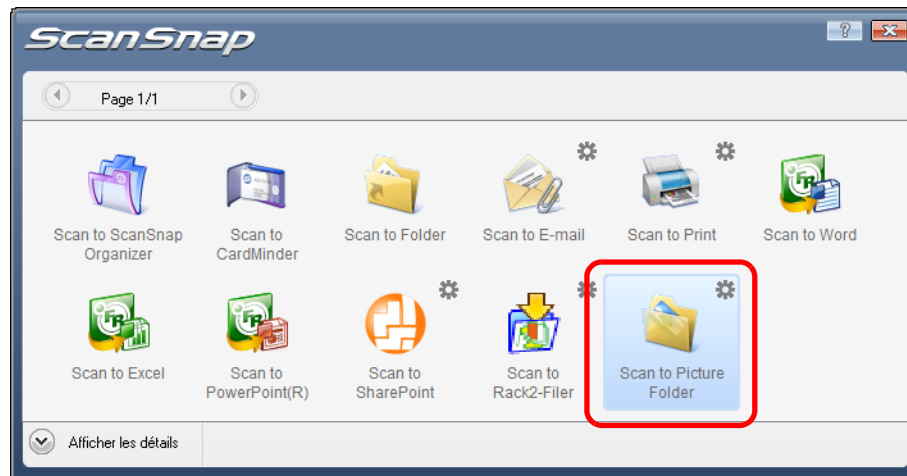 ScanSnap
Page 1/1
Scan to ScanSnap
Organizer
Scan to
CardMinder
Scan to Folder
Scan to E-mail
Scan to Print
Scan to Word
Scan to Excel
Scan to
PowerPoint(R)
Scan to
SharePoint
Scan to
Rack2-Filer
Scan to Picture
Folder
Afficher les détails